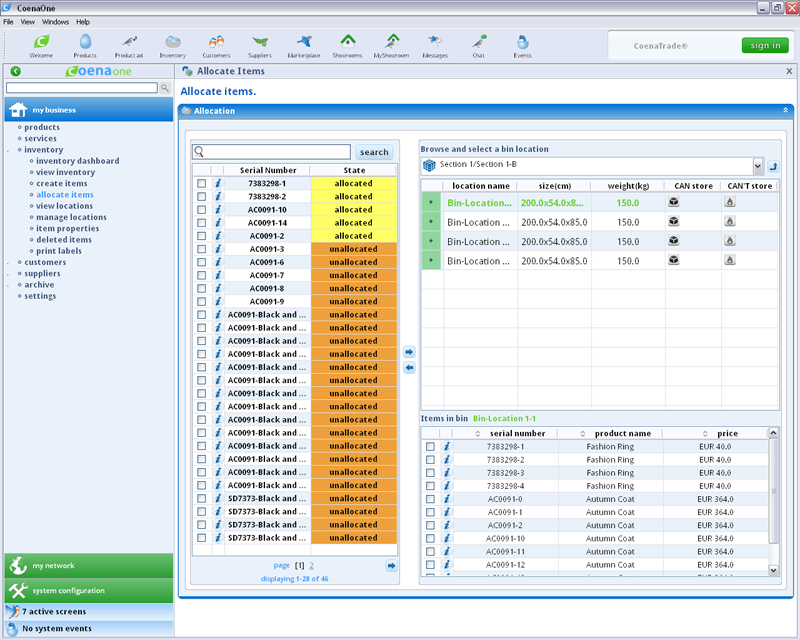 CoenaOne
File View Windows Help
Welcome Products Product ad Inventory Customers Suppliers Marketplace Showrooms MyShowroom Messages Chat Events
CoenaTrade®
sign in
Coenaone
Allocate Items
X
my business
products
services
inventory
inventory dashboard
view inventory
create items
allocate items
view locations
manage locations
item properties
deleted items
print labels
customers
suppliers
archive
settings
my network
system configuration
7 active screens
No system events
Allocate items.
Allocation
search
Serial Number State
7383298-1 allocated
7383298-2 allocated
AC0091-10 allocated
AC0091-14 allocated
AC0091-2 allocated
AC0091-3 unallocated
AC0091-6 unallocated
AC0091-7 unallocated
AC0091-8 unallocated
AC0091-9 unallocated
AC0091-Black and ... unallocated
AC0091-Black and ... unallocated
AC0091-Black and ... unallocated
AC0091-Black and ... unallocated
AC0091-Black and ... unallocated
AC0091-Black and ... unallocated
AC0091-Black and ... unallocated
AC0091-Black and ... unallocated
AC0091-Black and ... unallocated
AC0091-Black and ... unallocated
AC0091-Black and ... unallocated
AC0091-Black and ... unallocated
AC0091-Black and ... unallocated
AC0091-Black and ... unallocated
SD7373-Black and ... unallocated
SD7373-Black and ... unallocated
SD7373-Black and ... unallocated
SD7373-Black and ... unallocated
page [1] 2
displaying 1-28 of 46
Browse and select a bin location
Section 1/Section 1-B
location name size(cm) weight(kg) CAN store CAN'T store
+ Bin-Location... 200.0x54.0x8... 150.0
+ Bin-Location ... 200.0x54.0x85.0 150.0
+ Bin-Location ... 200.0x54.0x85.0 150.0
+ Bin-Location ... 200.0x54.0x85.0 150.0
Items in bin Bin-Location 1-1
serial number product name price
7383298-1 Fashion Ring EUR 40.0
7383298-2 Fashion Ring EUR 40.0
7383298-3 Fashion Ring EUR 40.0
7383298-4 Fashion Ring EUR 40.0
AC0091-0 Autumn Coat EUR 364.0
AC0091-1 Autumn Coat EUR 364.0
AC0091-2 Autumn Coat EUR 364.0
AC0091-10 Autumn Coat EUR 364.0
AC0091-11 Autumn Coat EUR 364.0
AC0091-12 Autumn Coat EUR 364.0